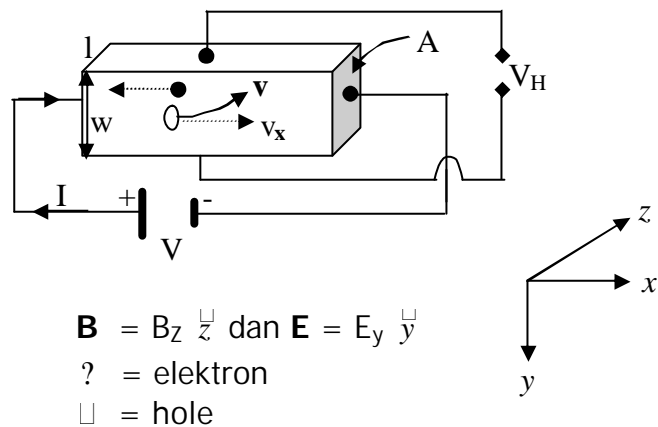 l
A
V_H
v
w
v_x
I
+
-
V
z
x
y
B = B_Z z dan E = E_y y
? = elektron
⊔ = hole